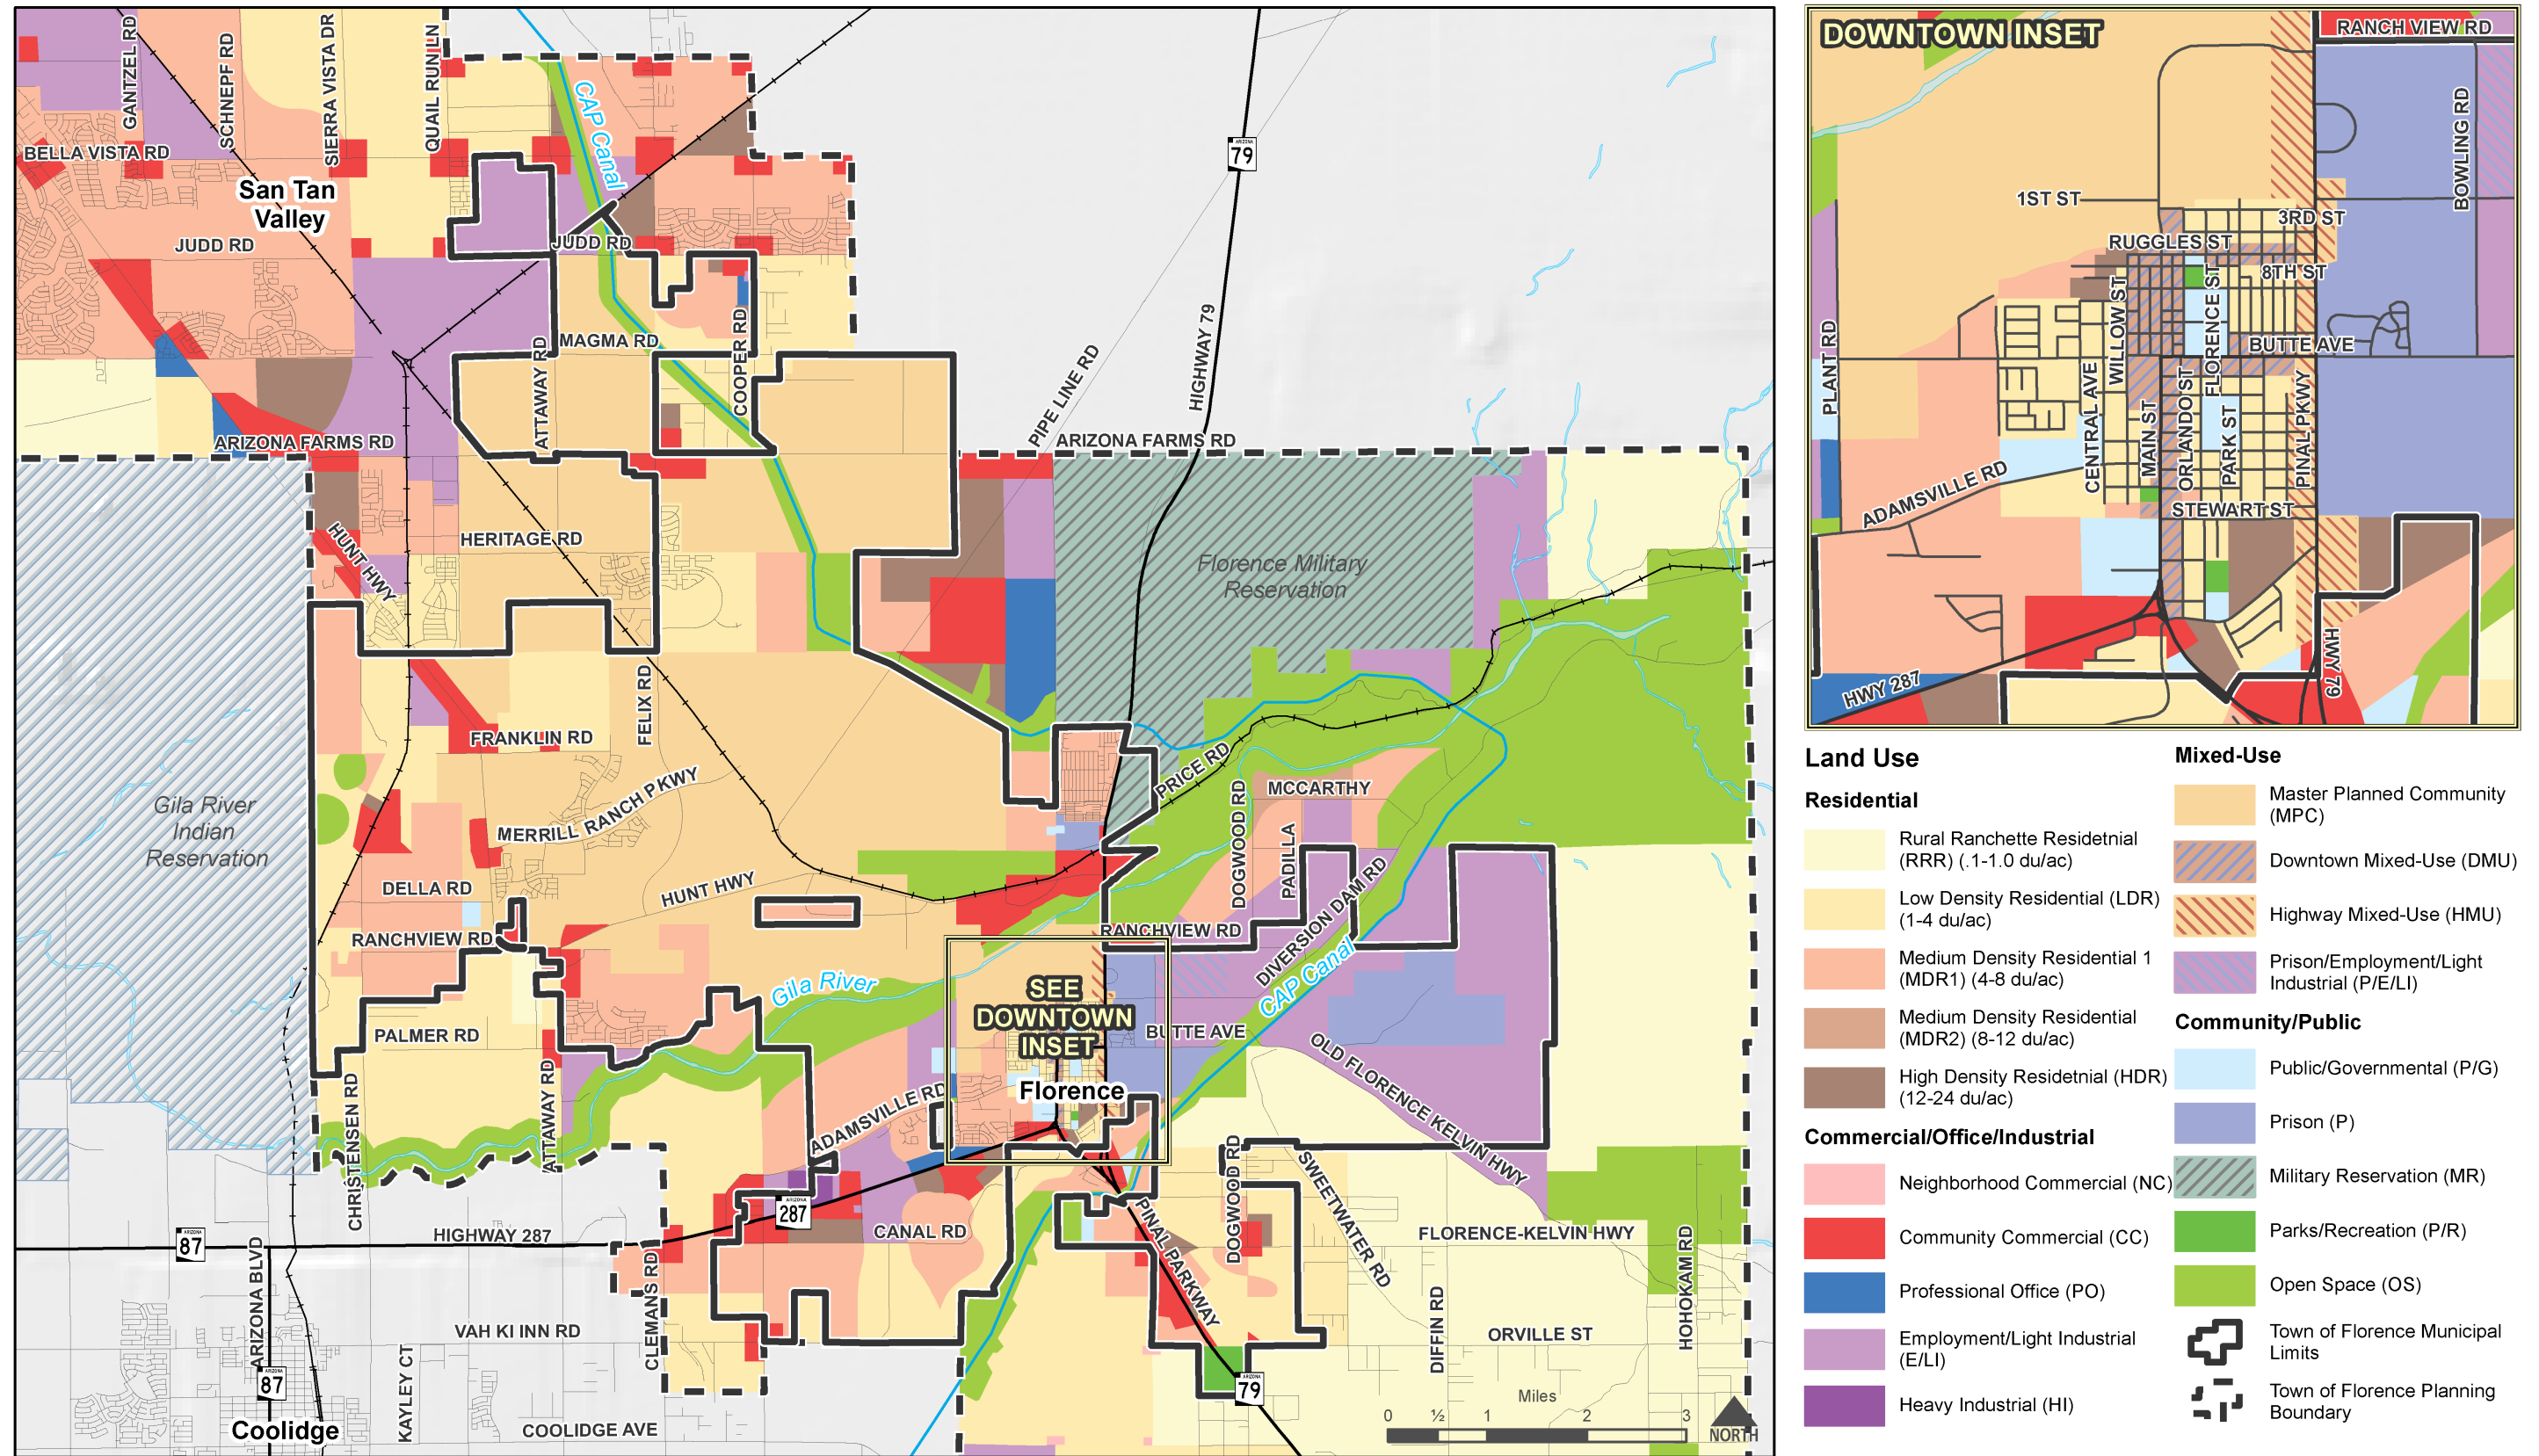 GANTZEL RD
SCHNEPF RD
SIERRA VISTA DR
QUAIL RUN LN
BELLA VISTA RD
San Tan
Valley
JUDD RD
CAP Canal
JUDD RD
ARIZONA
79
HIGHWAY 79
MAGMA RD
ATTAWAY RD
COOPER RD
PIPE LINE RD
ARIZONA FARMS RD
ARIZONA FARMS RD
HUNT HWY
HERITAGE RD
Florence Military
Reservation
FELIX RD
FRANKLIN RD
MERRILL RANCH PKWY
PRICE RD
Gila River
Indian
Reservation
DOGWOOD RD
MCCARTHY
PADILLA
DELLA RD
HUNT HWY
DIVERSION DAM RD
RANCHVIEW RD
RANCHVIEW RD
CAP Canal
Gila River
SEE
DOWNTOWN
INSET
PALMER RD
BUTTE AVE
OLD FLORENCE KELVIN HWY
Florence
CHRISTENSEN RD
ATTAWAY RD
ADAMSVILLE RD
DOGWOOD RD
SWEETWATER RD
ARIZONA
287
CANAL RD
PINAL PARKWAY
DOGWOOD RD
FLORENCE-KELVIN HWY
ARIZONA
87
HIGHWAY 287
ARIZONA BLVD
CLEMANS RD
DIFFIN RD
HOHOKAM RD
VAH KI INN RD
ORVILLE ST
ARIZONA
87
KAYLEY CT
ARIZONA
79
Coolidge
COOLIDGE AVE
Miles
0 ½ 1 2 3
NORTH
DOWNTOWN INSET
RANCH VIEW RD
BOWLING RD
1ST ST
3RD ST
RUGGLES ST
8TH ST
WILLOW ST
FLORENCE ST
BUTTE AVE
PLANT RD
CENTRAL AVE
MAIN ST
ORLANDO ST
PARK ST
PINAL PKWY
ADAMSVILLE RD
STEWART ST
HWY 287
HWY 79
Land Use
Residential
Rural Ranchette Residetnial
(RRR) (.1-1.0 du/ac)
Low Density Residential (LDR)
(1-4 du/ac)
Medium Density Residential 1
(MDR1) (4-8 du/ac)
Medium Density Residential
(MDR2) (8-12 du/ac)
High Density Residetnial (HDR)
(12-24 du/ac)
Commercial/Office/Industrial
Neighborhood Commercial (NC)
Community Commercial (CC)
Professional Office (PO)
Employment/Light Industrial
(E/LI)
Heavy Industrial (HI)
Mixed-Use
Master Planned Community
(MPC)
Downtown Mixed-Use (DMU)
Highway Mixed-Use (HMU)
Prison/Employment/Light
Industrial (P/E/LI)
Community/Public
Public/Governmental (P/G)
Prison (P)
Military Reservation (MR)
Parks/Recreation (P/R)
Open Space (OS)
Town of Florence Municipal
Limits
Town of Florence Planning
Boundary